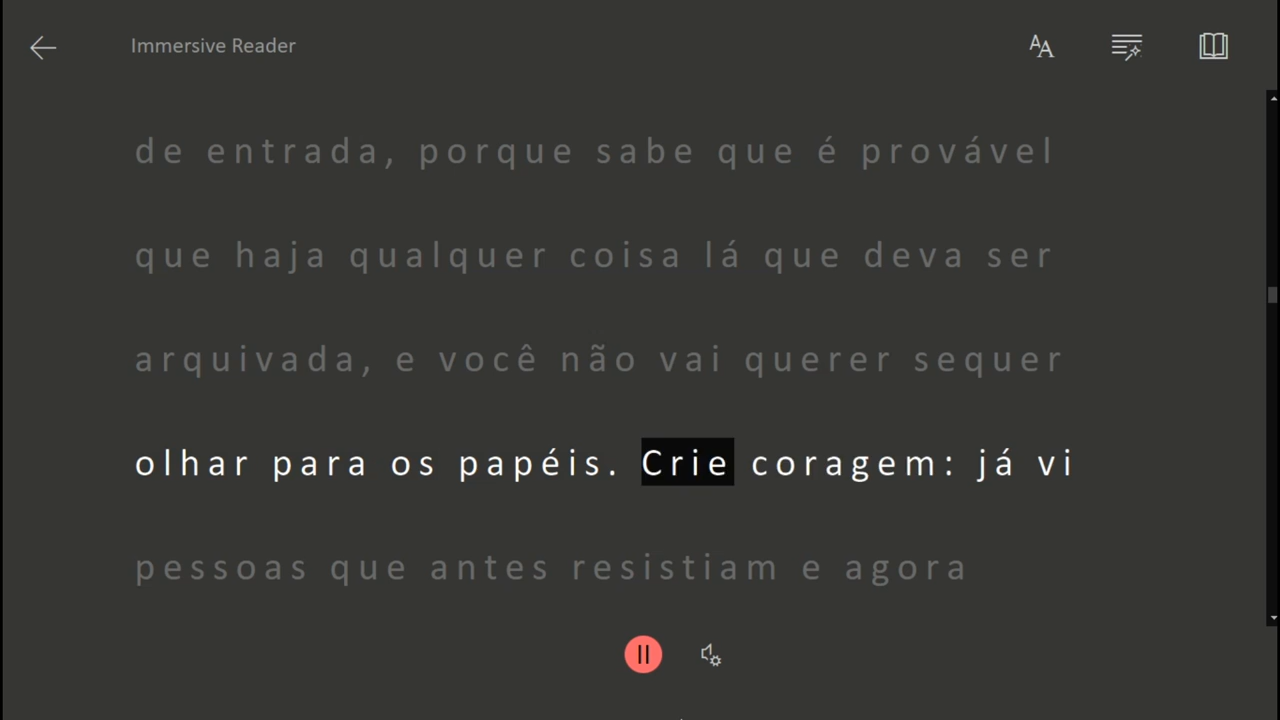 Immersive Reader
de entrada, porque sabe que é provável
que haja qualquer coisa lá que deva ser
arquivada, e você não vai querer sequer
olhar para os papéis. Crie coragem: já vi
pessoas que antes resistiam e agora